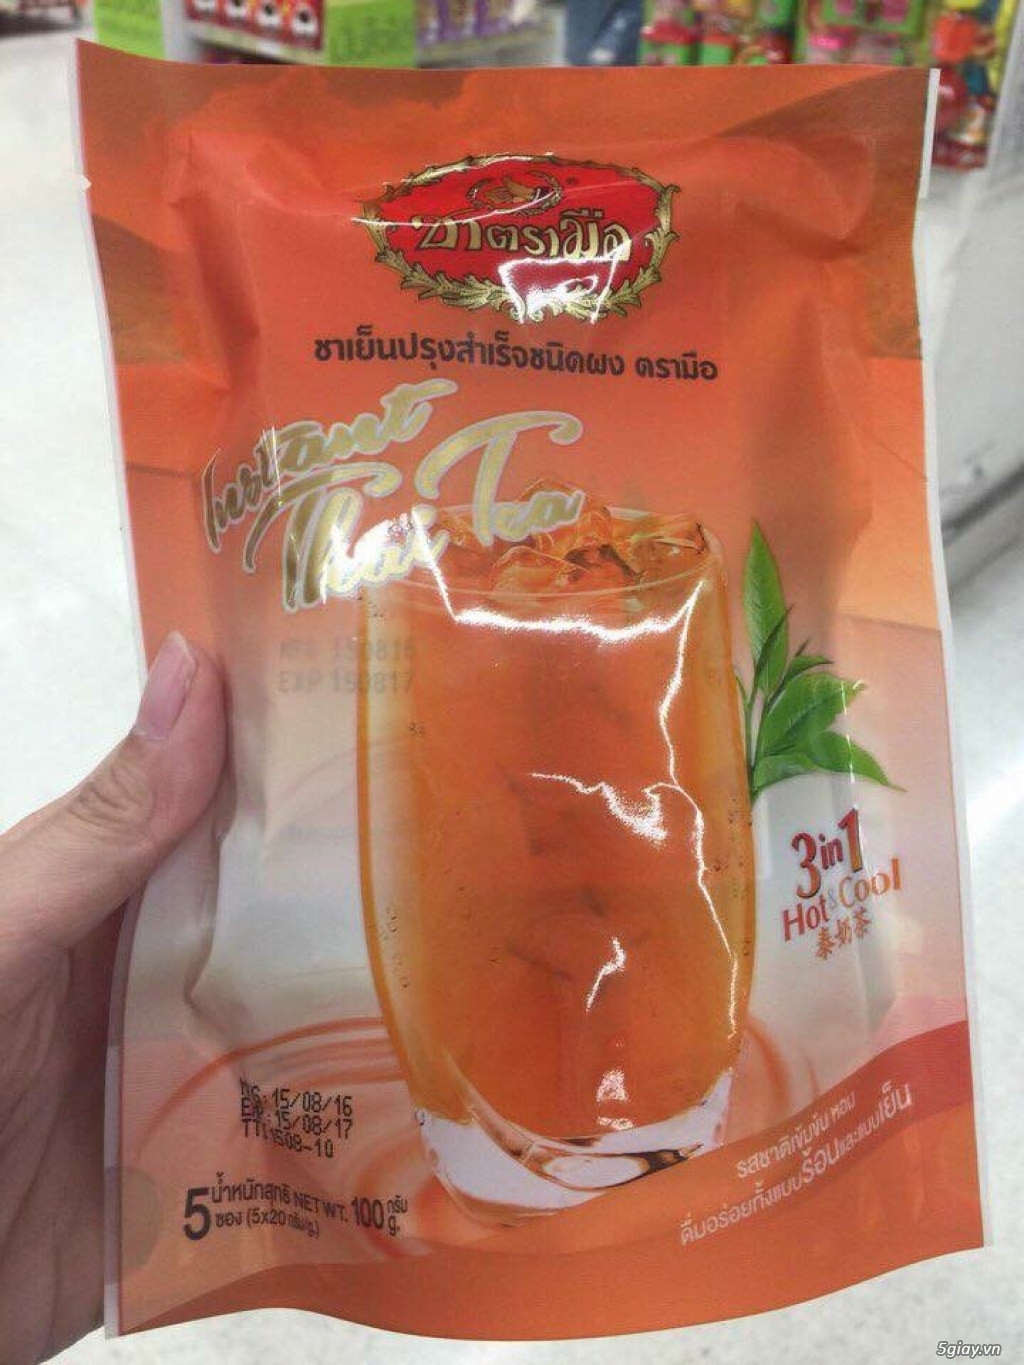 ชาตรามือ
ชาเย็นปรุงสำเร็จชนิดผง ตรามือ
Instant
Thai Tea
150816
EXP 150817
3in1
Hot&Cool
泰奶茶
15/08/16
15/08/17
1508-10
รสชาติเข้มข้น หอม
ดื่มอร่อยทั้งแบบร้อนและแบบเย็น
5 น้ำหนักสุทธิ NET WT. 100 กรัม g.
ซอง (5x20 กรัม/g.)
5giay.vn